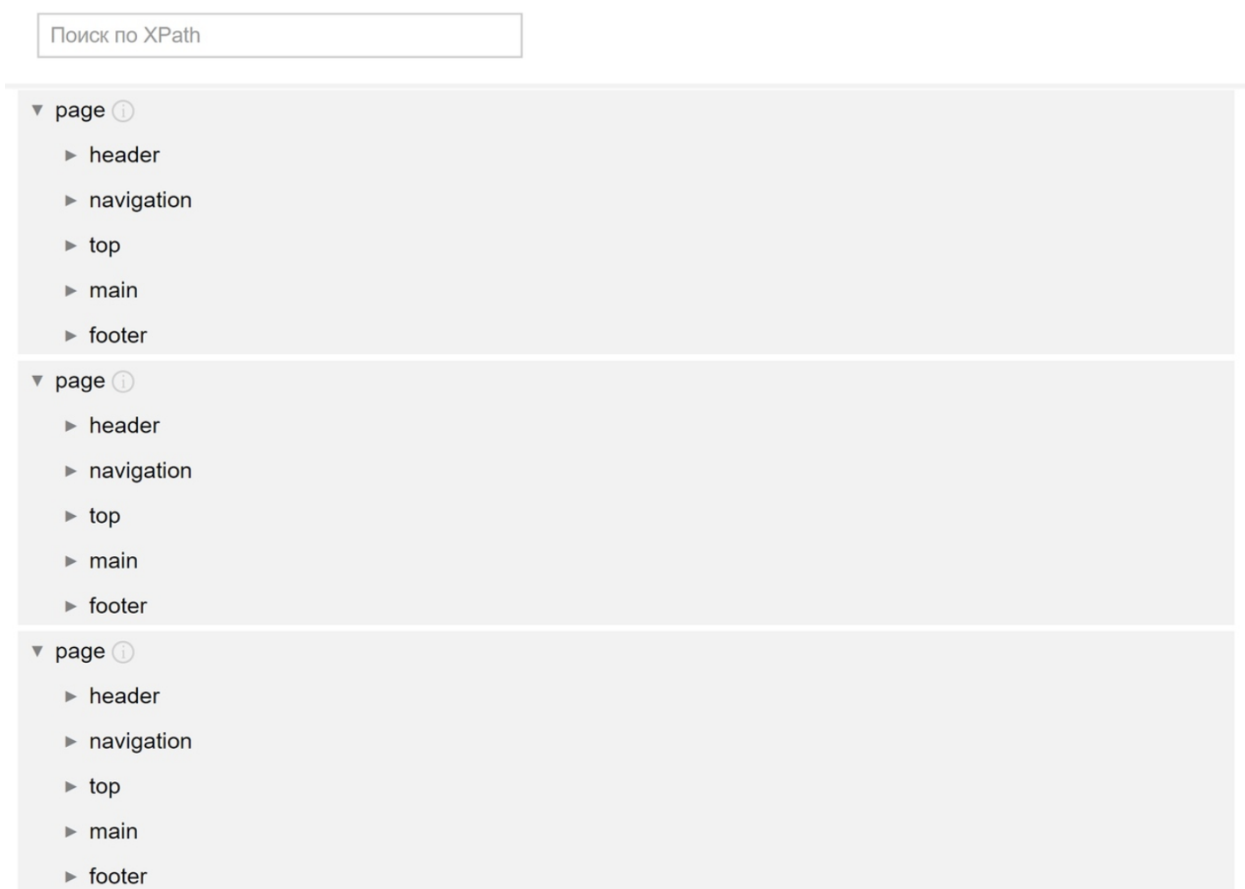 Поиск по XPath
page
header
navigation
top
main
footer
page
header
navigation
top
main
footer
page
header
navigation
top
main
footer